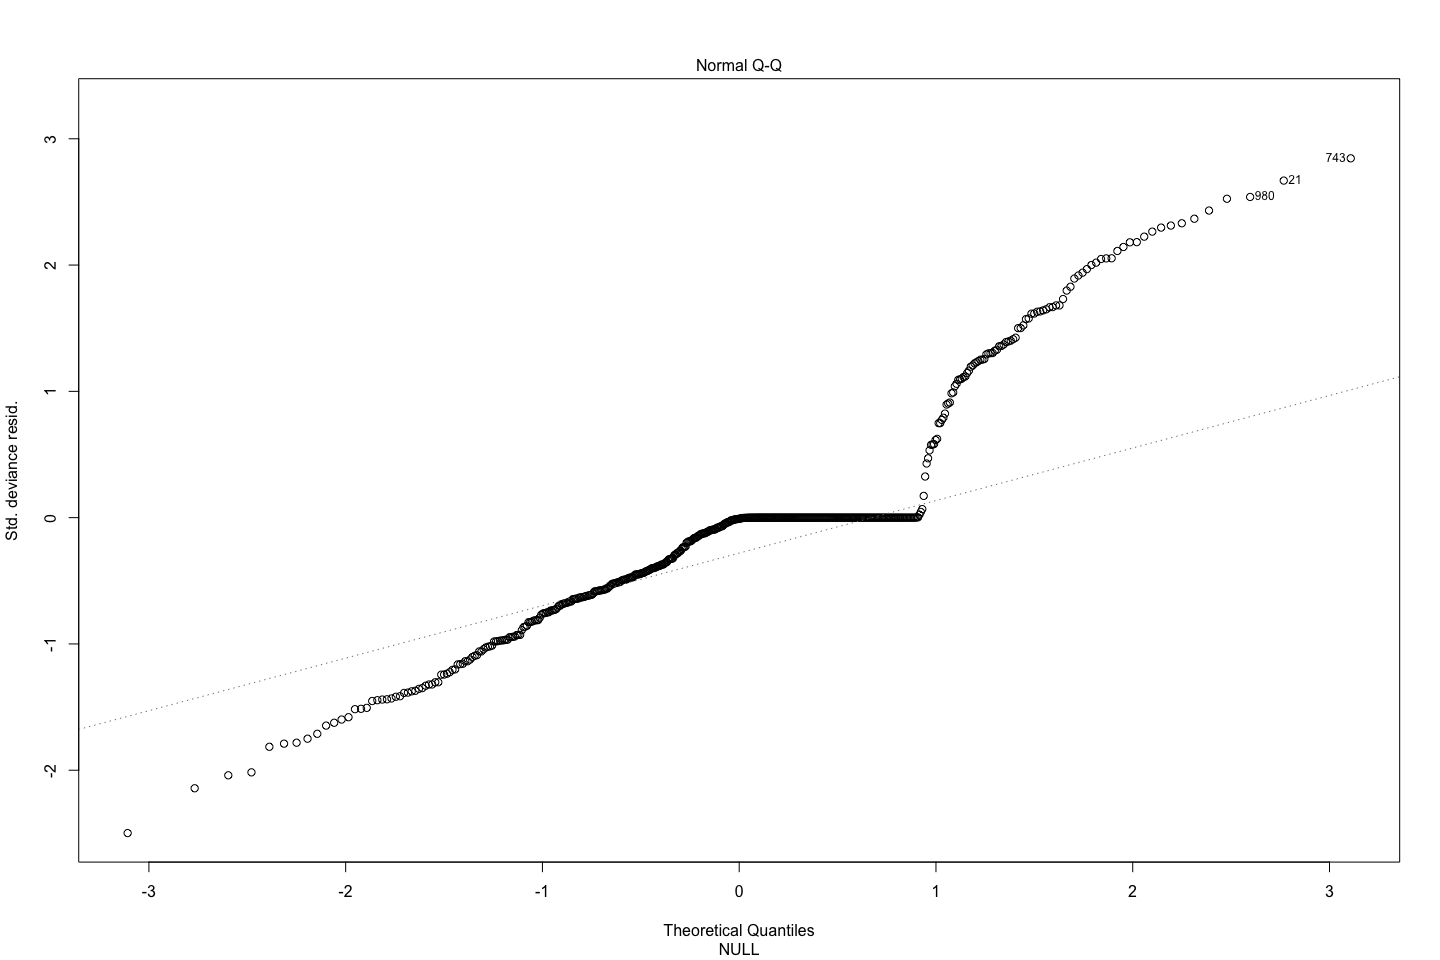 Normal Q-Q
3
2
1
0
-1
-2
Std. deviance resid.
743
21
980
-3 -2 -1 0 1 2 3
Theoretical Quantiles
NULL